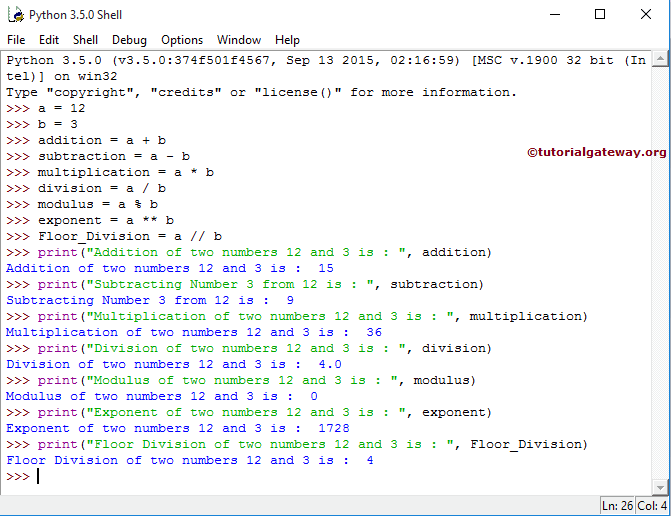 Python 3.5.0 Shell
File Edit Shell Debug Options Window Help
Python 3.5.0 (v3.5.0:374f501f4567, Sep 13 2015, 02:16:59) [MSC v.1900 32 bit (In
tel)] on win32
Type "copyright", "credits" or "license()" for more information.
>>> a = 12
>>> b = 3
>>> addition = a + b
©tutorialgateway.org
>>> subtraction = a - b
>>> multiplication = a * b
>>> division = a / b
>>> modulus = a % b
>>> exponent = a ** b
>>> Floor_Division = a // b
>>> print("Addition of two numbers 12 and 3 is : ", addition)
Addition of two numbers 12 and 3 is :  15
>>> print("Subtracting Number 3 from 12 is : ", subtraction)
Subtracting Number 3 from 12 is :  9
>>> print("Multiplication of two numbers 12 and 3 is : ", multiplication)
Multiplication of two numbers 12 and 3 is :  36
>>> print("Division of two numbers 12 and 3 is : ", division)
Division of two numbers 12 and 3 is :  4.0
>>> print("Modulus of two numbers 12 and 3 is : ", modulus)
Modulus of two numbers 12 and 3 is :  0
>>> print("Exponent of two numbers 12 and 3 is : ", exponent)
Exponent of two numbers 12 and 3 is :  1728
>>> print("Floor Division of two numbers 12 and 3 is : ", Floor_Division)
Floor Division of two numbers 12 and 3 is :  4
>>>
Ln: 26 Col: 4